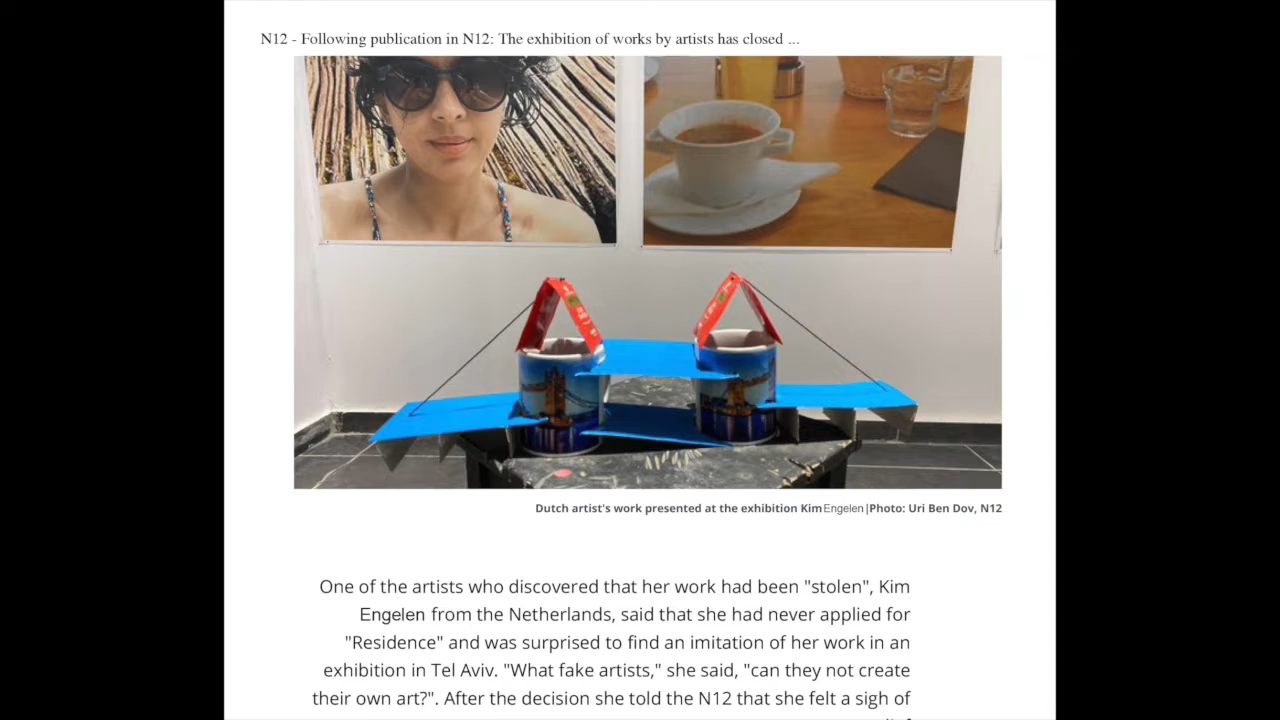 N12 - Following publication in N12: The exhibition of works by artists has closed ...
Dutch artist's work presented at the exhibition Kim Engelen |Photo: Uri Ben Dov, N12
One of the artists who discovered that her work had been "stolen", Kim
Engelen from the Netherlands, said that she had never applied for
"Residence" and was surprised to find an imitation of her work in an
exhibition in Tel Aviv. "What fake artists," she said, "can they not create
their own art?". After the decision she told the N12 that she felt a sigh of